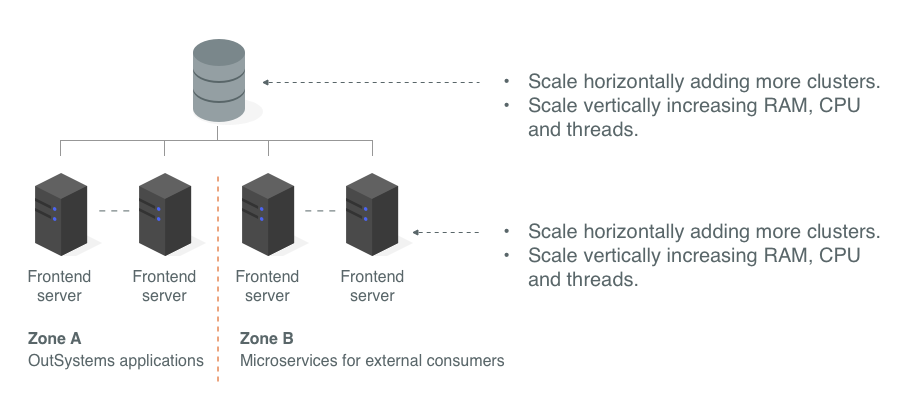 • Scale horizontally adding more clusters.
• Scale vertically increasing RAM, CPU
and threads.
• Scale horizontally adding more clusters.
• Scale vertically increasing RAM, CPU
and threads.
Frontend
server
Frontend
server
Frontend
server
Frontend
server
Zone A
OutSystems applications
Zone B
Microservices for external consumers